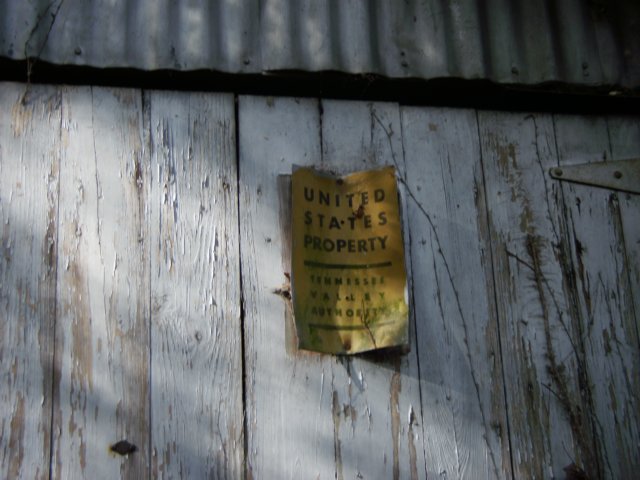 UNITED
STATES
PROPERTY
TENNESSEE
VALLEY
AUTHORITY